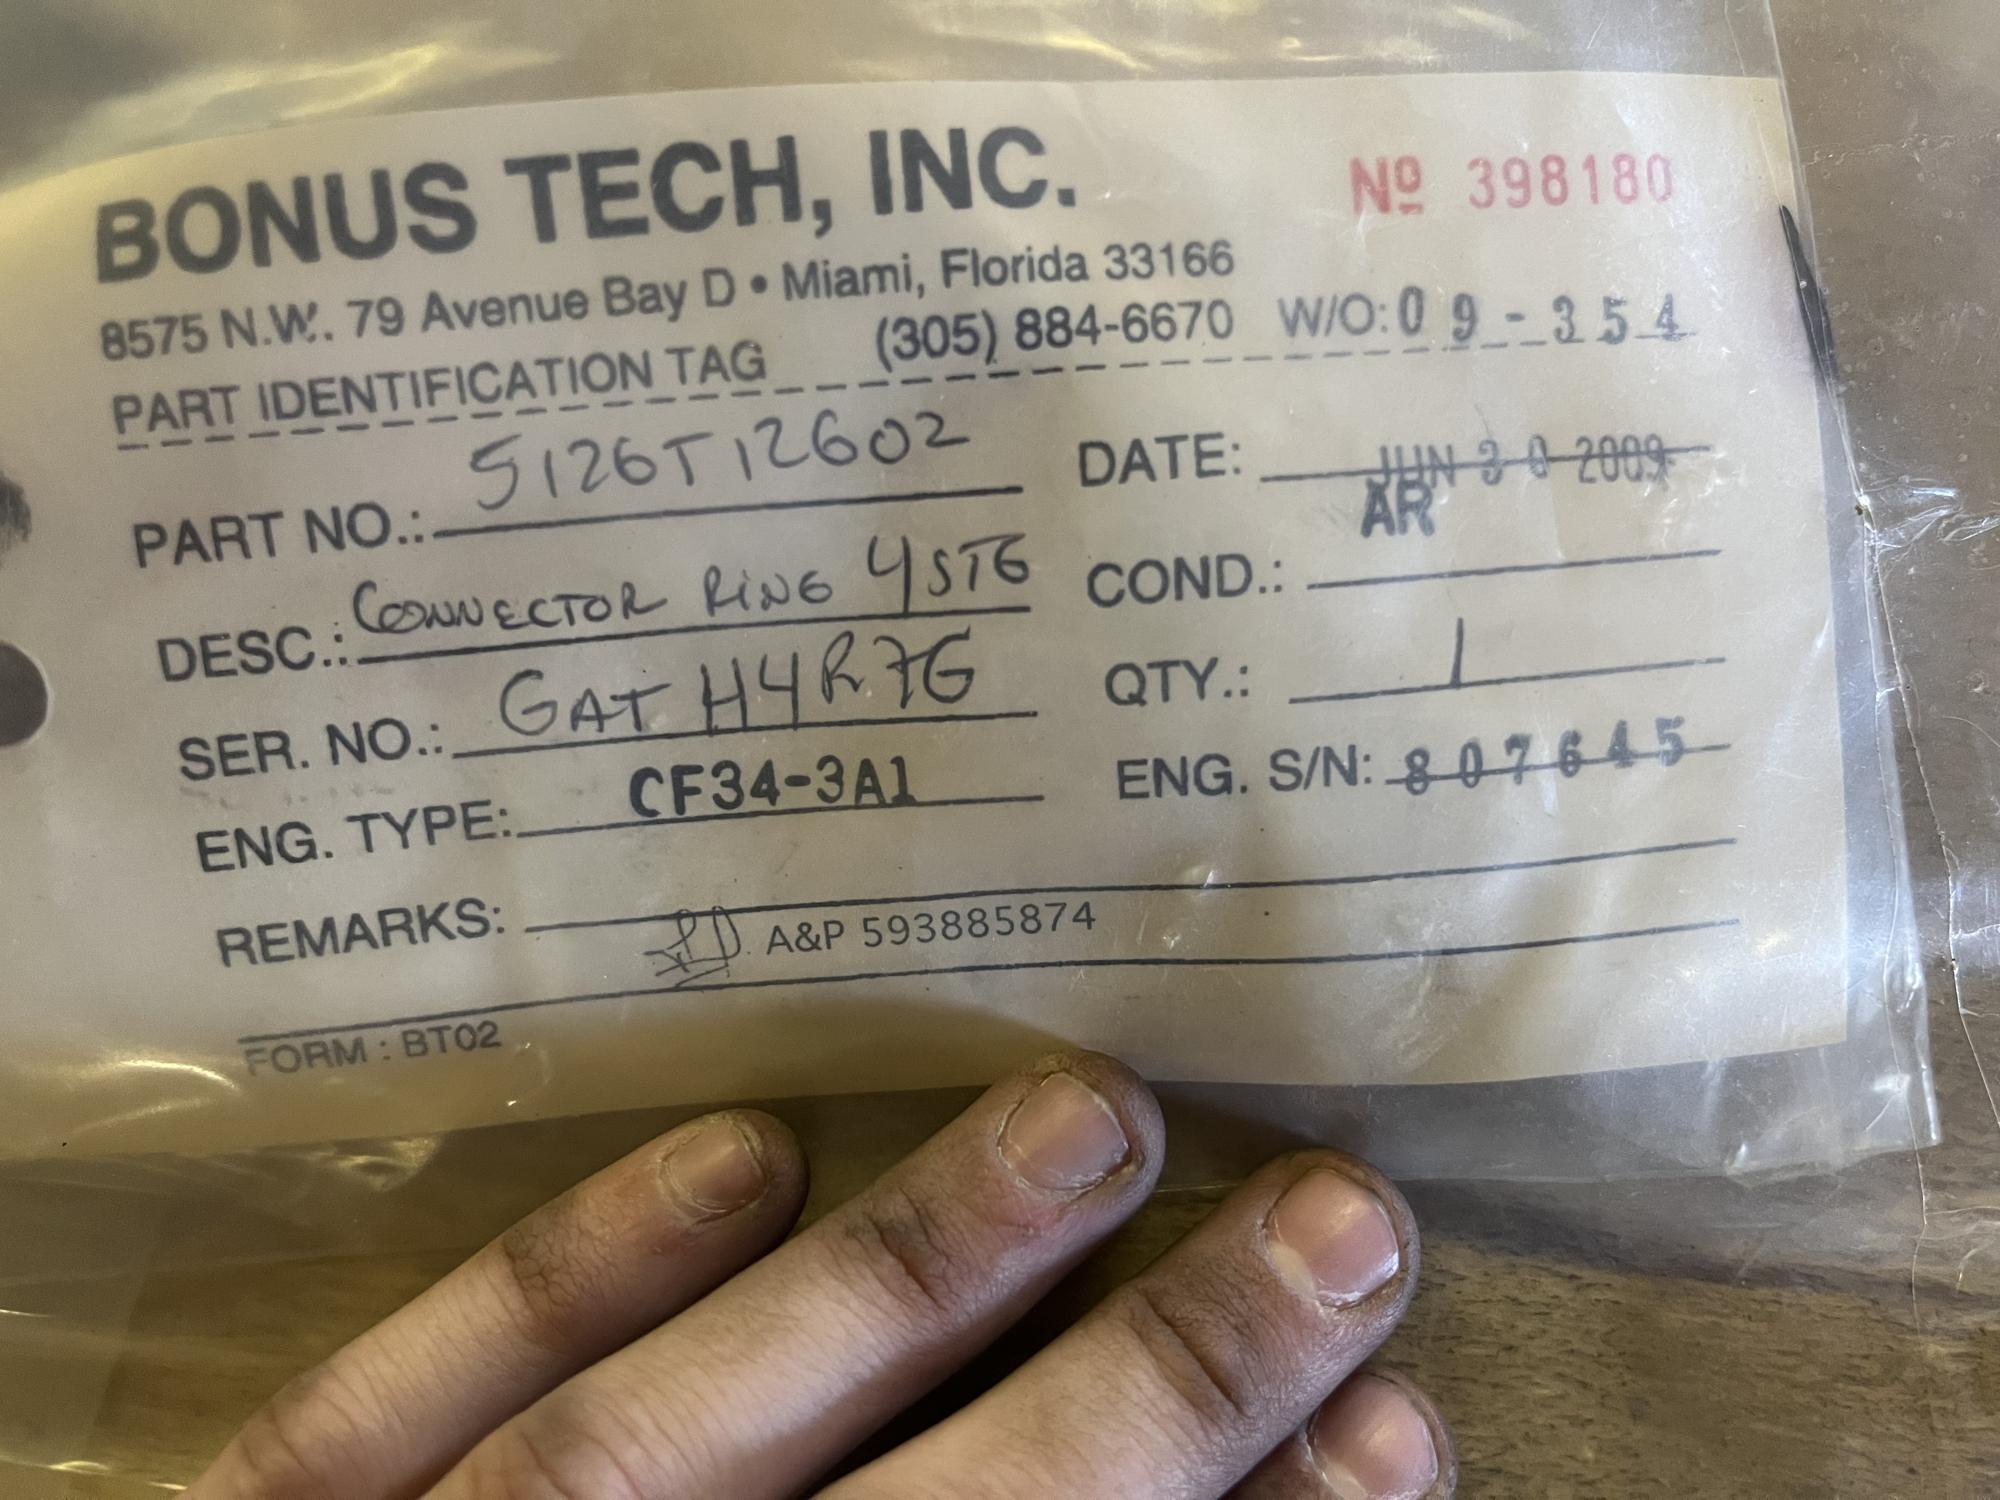 BONUS TECH, INC.
Nº 398180
8575 N.W. 79 Avenue Bay D • Miami, Florida 33166
PART IDENTIFICATION TAG (305) 884-6670 W/O: 09-354
PART NO.: 5126T12G02
DATE: JUN 30 2009
DESC.: CONNECTOR RING 4STG
COND.: AR
SER. NO.: GAT H4R7G
QTY.: 1
ENG. TYPE: CF34-3A1
ENG. S/N: 807645
REMARKS: A&P 593885874
FORM : BT02